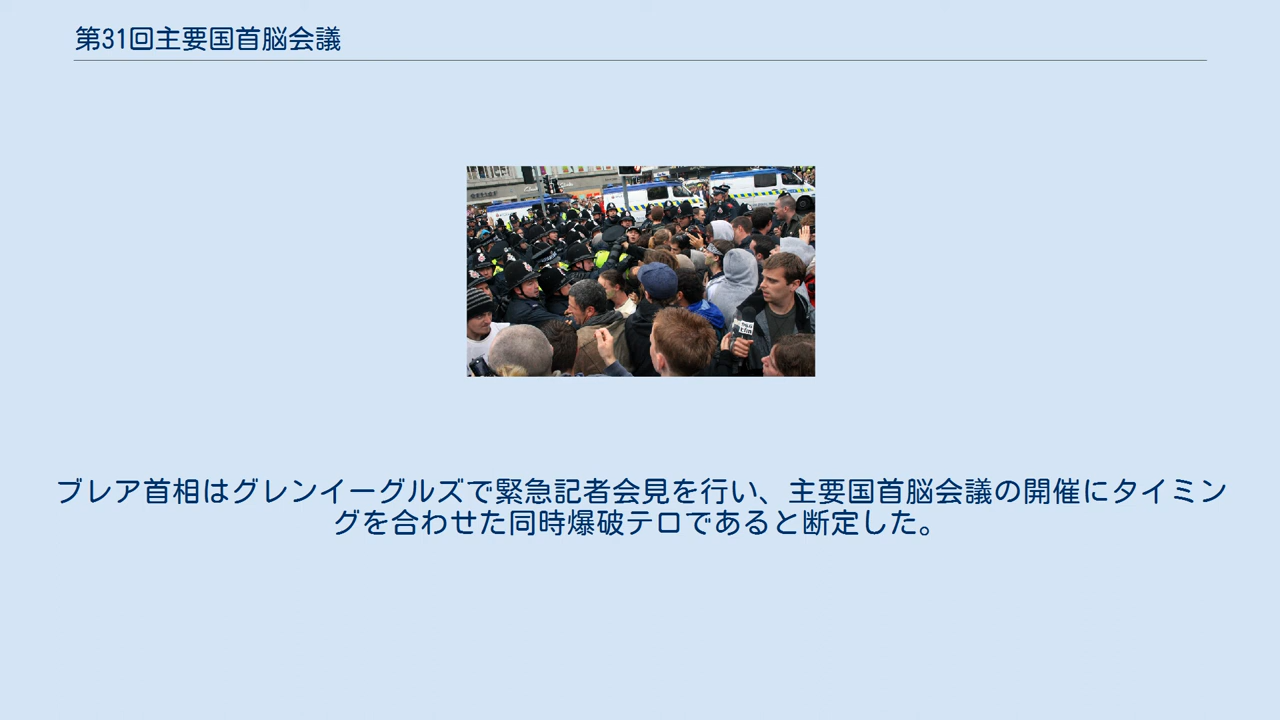 第31回主要国首脳会議
ブレア首相はグレンイーグルズで緊急記者会見を行い、主要国首脳会議の開催にタイミン
グを合わせた同時爆破テロであると断定した。